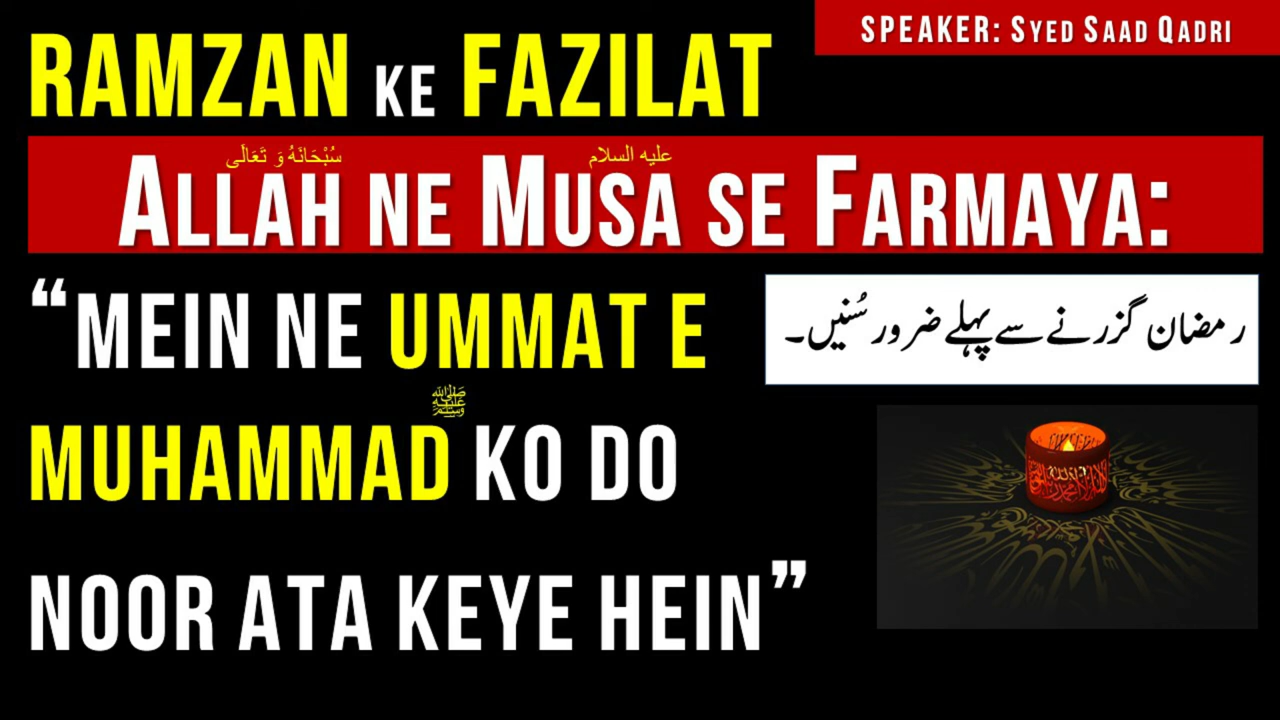 SPEAKER: SYED SAAD QADRI
RAMZAN KE FAZILAT
سُبْحَانَهُ وَ تَعَالَى
عليه السلام
ALLAH NE MUSA SE FARMAYA:
“MEIN NE UMMAT E
رمضان گزرنے سے پہلے ضرور سُنیں۔
ﷺ
MUHAMMAD KO DO
NOOR ATA KEYE HEIN”